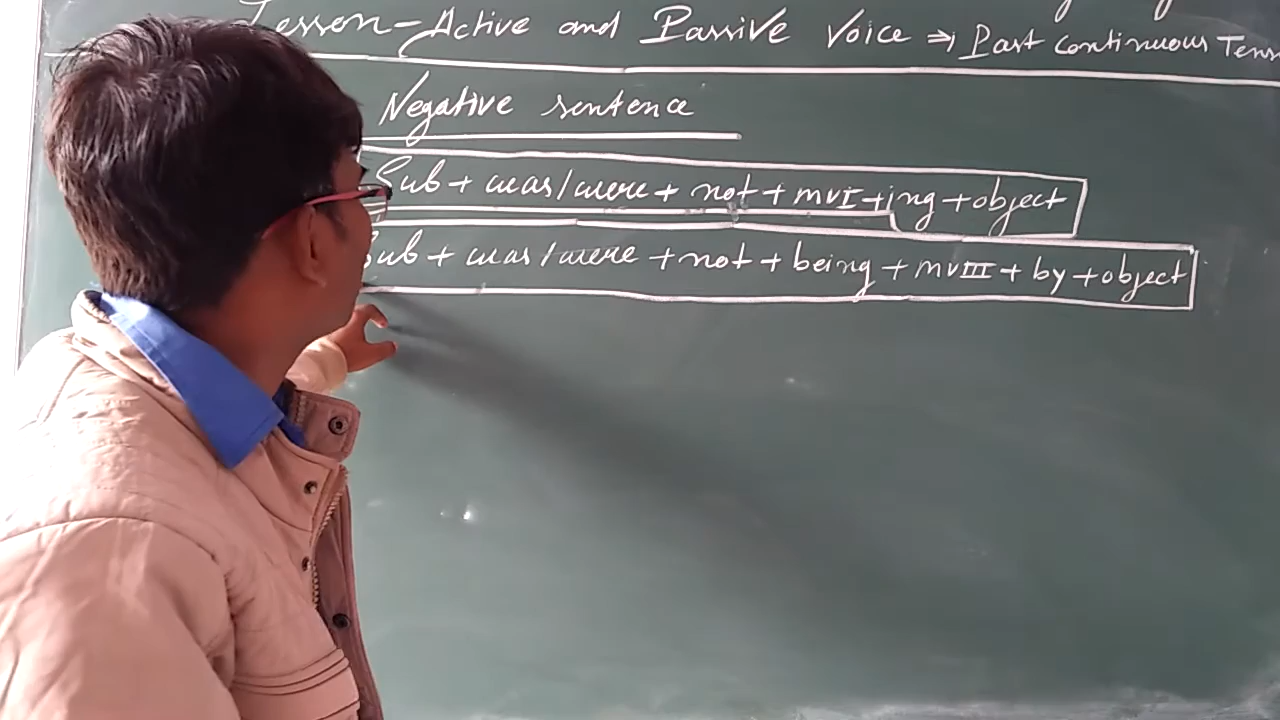 Lesson - Active and Passive Voice ⇒ Past Continuous Tens
Negative sentence
Sub + was/were + not + mvI + ing + object
Sub + was/were + not + being + mvIII + by + object